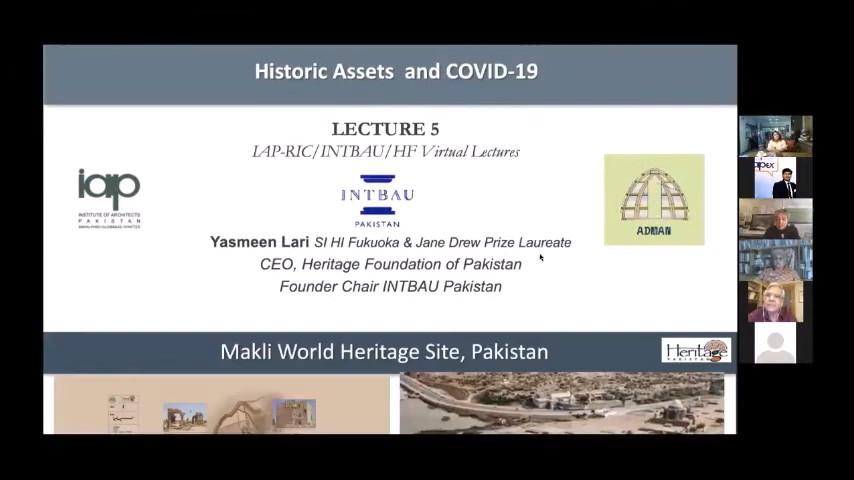 Historic Assets and COVID-19
LECTURE 5
IAP-RIC/INTBAU/HF Virtual Lectures
iap
INSTITUTE OF ARCHITECTS
PAKISTAN
INTBAU
PAKISTAN
ADMAN
Yasmeen Lari SI HI Fukuoka & Jane Drew Prize Laureate
CEO, Heritage Foundation of Pakistan
Founder Chair INTBAU Pakistan
Makli World Heritage Site, Pakistan
Heritage
PAKISTAN